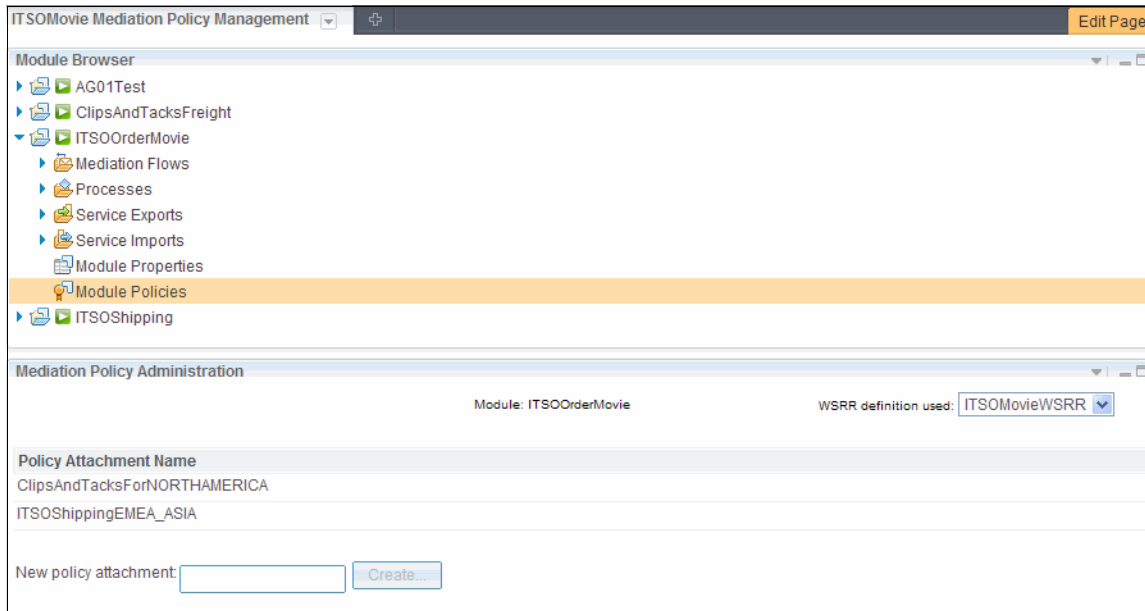 ITSOMovie Mediation Policy Management
Edit Page
Module Browser
AG01Test
ClipsAndTacksFreight
ITSOOrderMovie
Mediation Flows
Processes
Service Exports
Service Imports
Module Properties
Module Policies
ITSOShipping
Mediation Policy Administration
Module: ITSOOrderMovie WSRR definition used: ITSOMovieWSRR
Policy Attachment Name
ClipsAndTacksForNORTHAMERICA
ITSOShippingEMEA_ASIA
New policy attachment: Create...